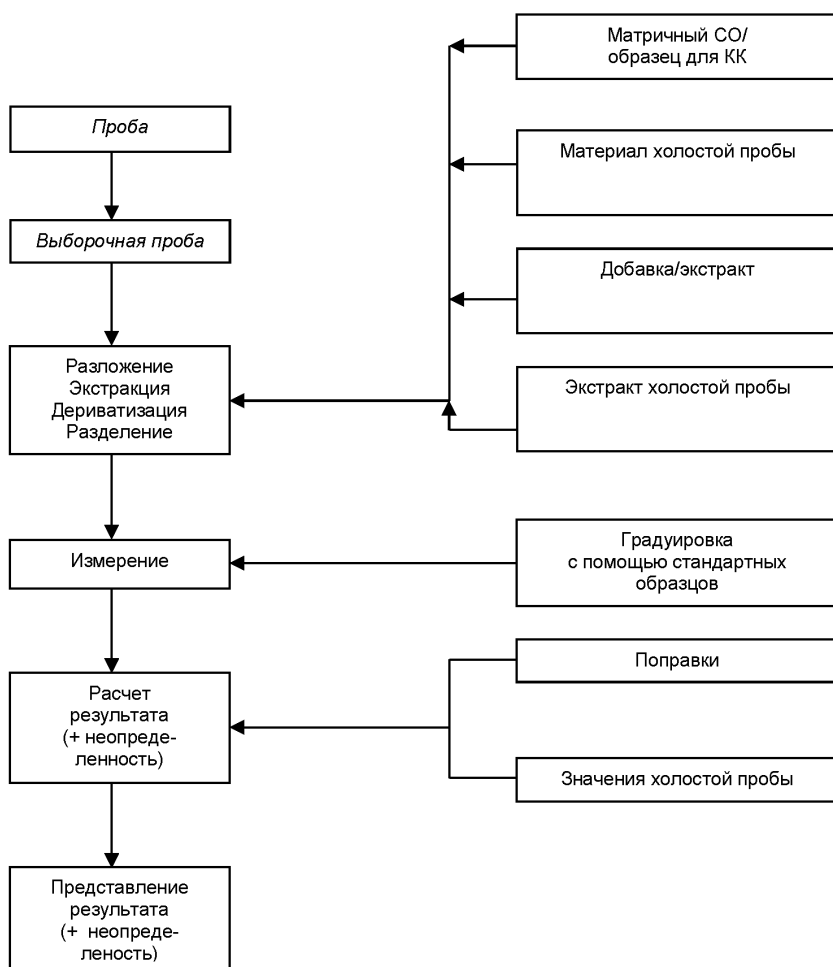 Матричный СО/
образец для КК
Проба
Материал холостой пробы
Выборочная проба
Добавка/экстракт
Разложение
Экстракция
Дериватизация
Разделение
Экстракт холостой пробы
Измерение
Градуировка
с помощью стандартных
образцов
Поправки
Расчет
результата
(+ неопреде-
ленность)
Значения холостой пробы
Представление
результата
(+ неопреде-
леность)